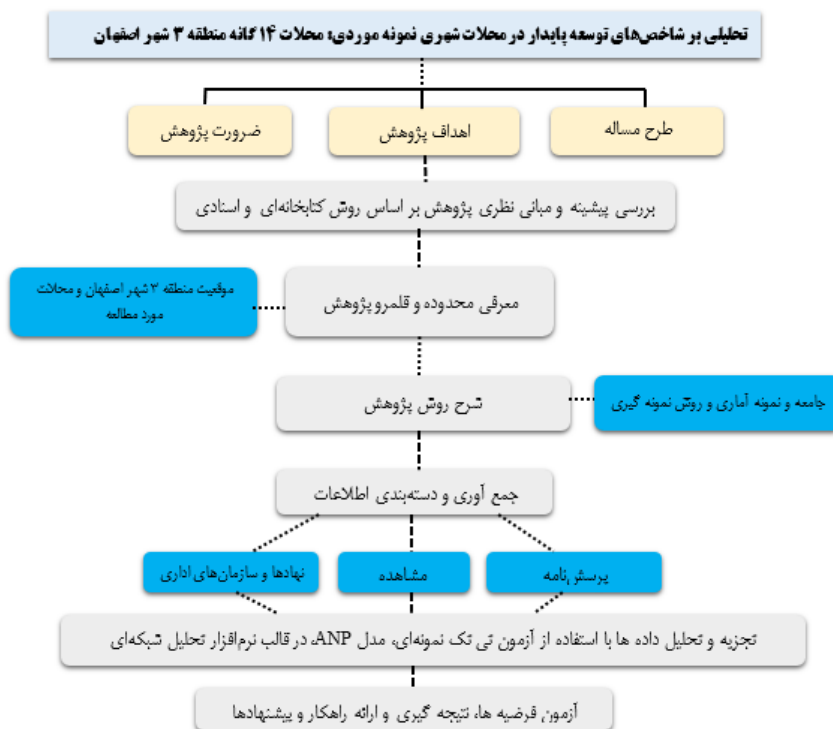 تحلیلی بر شاخص‌های توسعه پایدار در محلات شهری نمونه موردی؛ محلات ۱۴ گانه منطقه ۳ شهر اصفهان
طرح مساله
اهداف پژوهش
ضرورت پژوهش
بررسی پیشینه و مبانی نظری پژوهش بر اساس روش کتابخانه‌ای و اسنادی
معرفی محدوده و قلمرو پژوهش
موقعیت منطقه ۳ شهر اصفهان و محلات
مورد مطالعه
شرح روش پژوهش
جامعه و نمونه آماری و روش نمونه گیری
جمع آوری و دسته‌بندی اطلاعات
پرسش‌نامه
مشاهده
نهادها و سازمان‌های اداری
تجزیه و تحلیل داده ها با استفاده از آزمون تی تک نمونه‌ای، مدل ANP، در قالب نرم‌افزار تحلیل شبکه‌ای
آزمون فرضیه ها، نتیجه گیری و ارائه راهکار و پیشنهادها